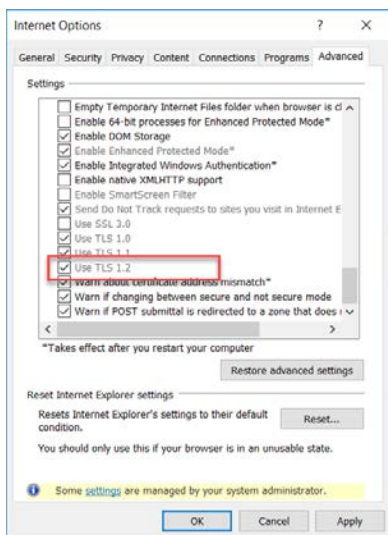 Internet Options ? X
General Security Privacy Content Connections Programs Advanced
Settings
Empty Temporary Internet Files folder when browser is cl
Enable 64-bit processes for Enhanced Protected Mode*
Enable DOM Storage
Enable Enhanced Protected Mode*
Enable Integrated Windows Authentication*
Enable native XMLHTTP support
Enable SmartScreen Filter
Send Do Not Track requests to sites you visit in Internet E
Use SSL 3.0
Use TLS 1.0
Use TLS 1.1
Use TLS 1.2
Warn about certificate address mismatch*
Warn if changing between secure and not secure mode
Warn if POST submittal is redirected to a zone that does
*Takes effect after you restart your computer
Restore advanced settings
Reset Internet Explorer settings
Resets Internet Explorer's settings to their default
condition.
Reset...
You should only use this if your browser is in an unusable state.
Some settings are managed by your system administrator.
OK Cancel Apply